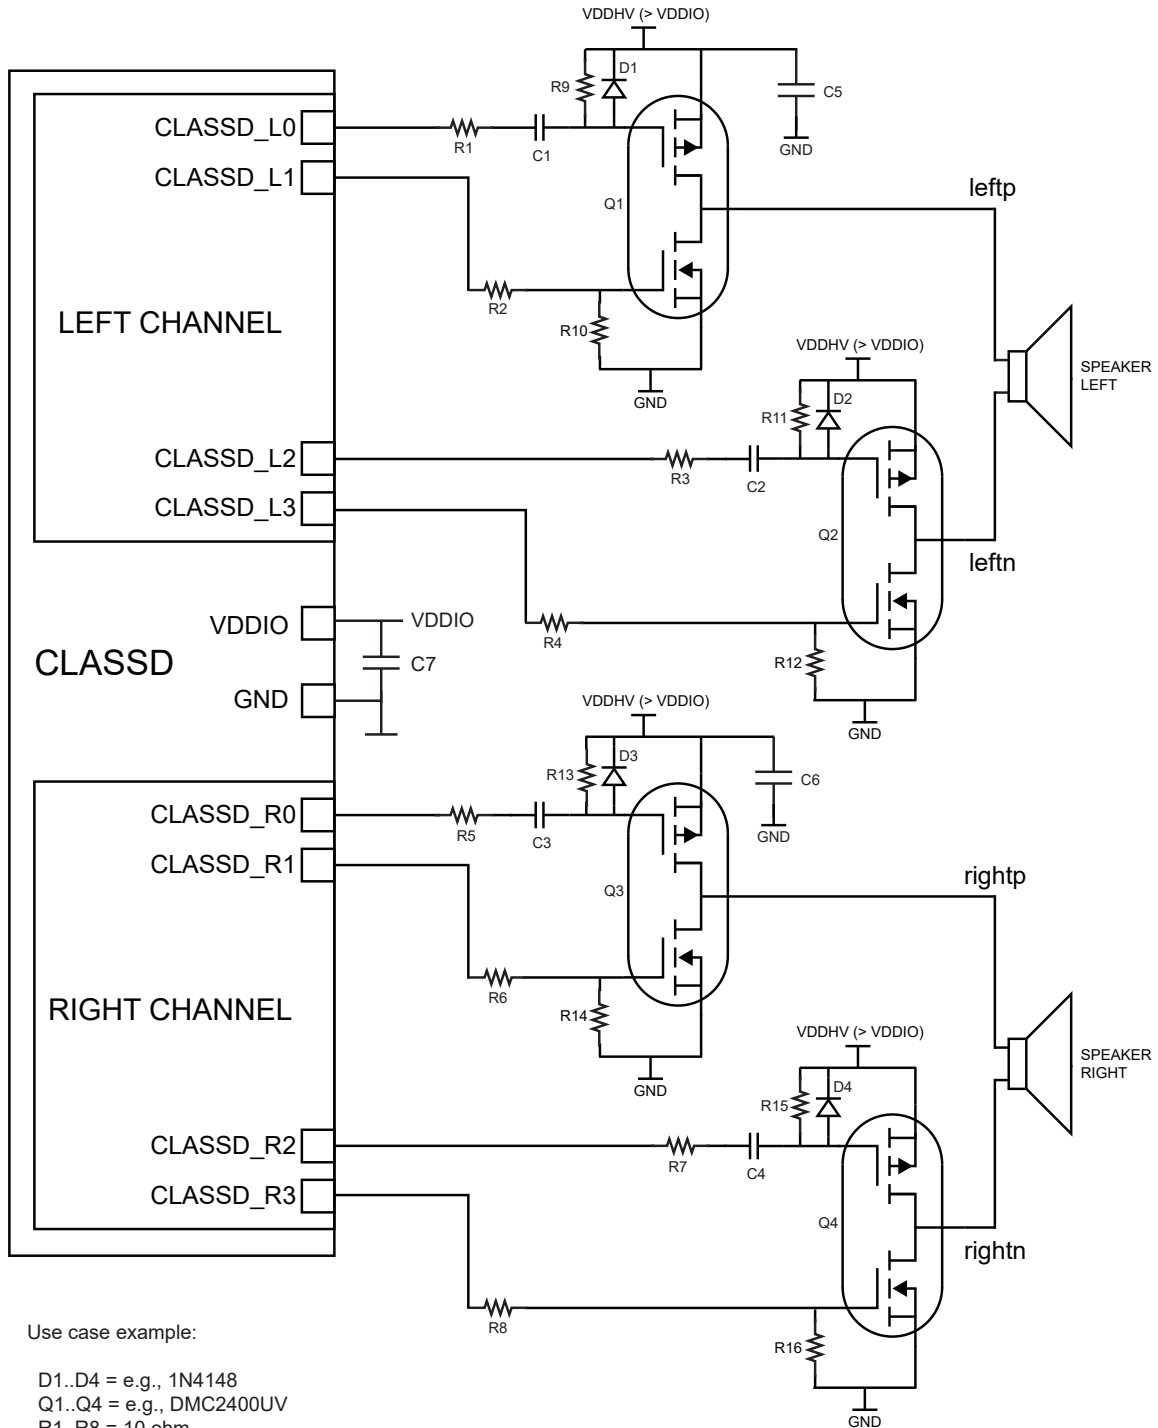 VDDHV (> VDDIO)
D1
R9
C5
CLASSD_L0
R1
C1
GND
CLASSD_L1
leftp
Q1
R2
LEFT CHANNEL
R10
VDDHV (> VDDIO)
GND
SPEAKER
LEFT
D2
R11
CLASSD_L2
R3
C2
CLASSD_L3
Q2
leftn
VDDIO
VDDIO
R4
CLASSD
C7
R12
GND
VDDHV (> VDDIO)
GND
D3
R13
C6
CLASSD_R0
R5
C3
GND
CLASSD_R1
rightp
Q3
R6
RIGHT CHANNEL
R14
VDDHV (> VDDIO)
GND
SPEAKER
RIGHT
D4
R15
CLASSD_R2
R7
C4
CLASSD_R3
Q4
rightn
R8
Use case example:
R16
D1..D4 = e.g., 1N4148
Q1..Q4 = e.g., DMC2400UV
R1..R8 = 10 ohm
GND